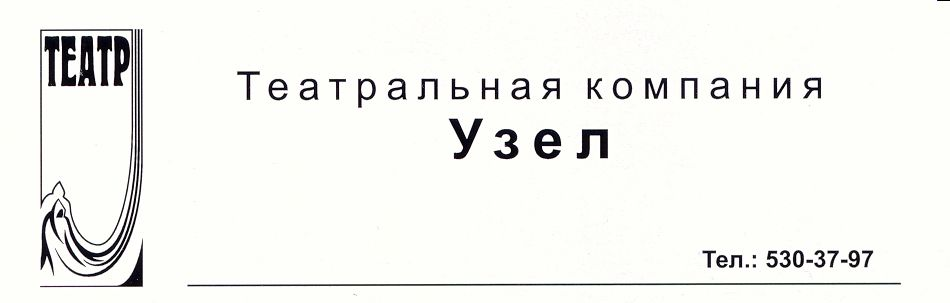 ТЕАТР
Театральная компания
Узел
Тел.: 530-37-97